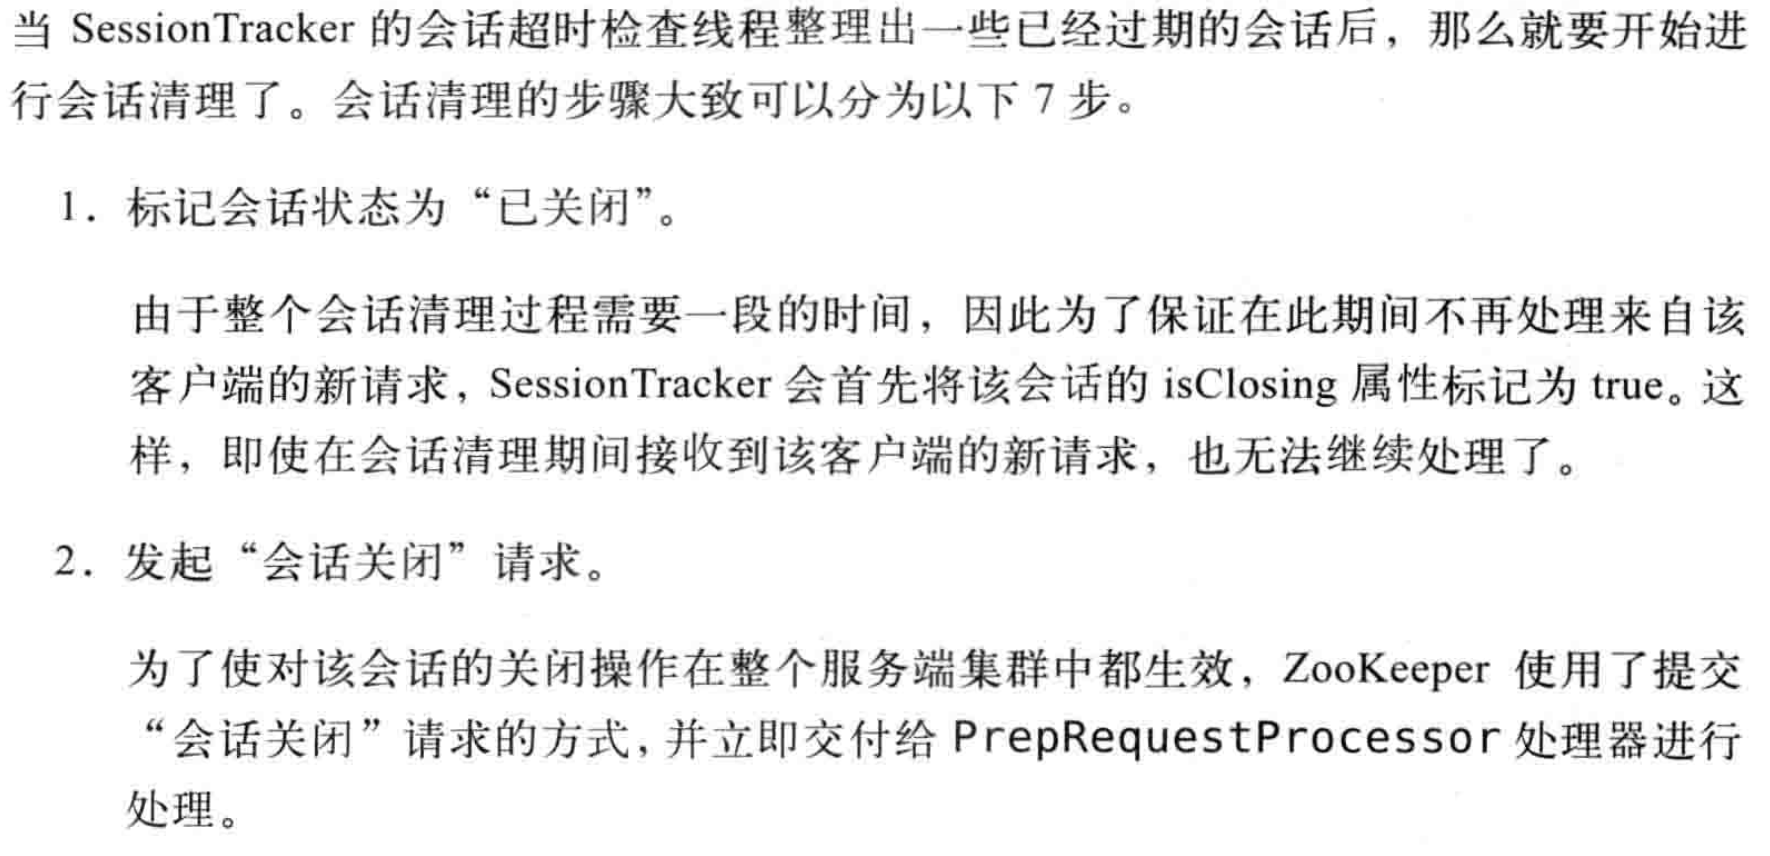 当 SessionTracker 的会话超时检查线程整理出一些已经过期的会话后，那么就要开始进
行会话清理了。会话清理的步骤大致可以分为以下 7 步。
1. 标记会话状态为“已关闭”。
由于整个会话清理过程需要一段的时间，因此为了保证在此期间不再处理来自该
客户端的新请求，SessionTracker 会首先将该会话的 isClosing 属性标记为 true。这
样，即使在会话清理期间接收到该客户端的新请求，也无法继续处理了。
2. 发起“会话关闭”请求。
为了使对该会话的关闭操作在整个服务端集群中都生效，ZooKeeper 使用了提交
“会话关闭”请求的方式，并立即交付给 PrepRequestProcessor 处理器进行
处理。